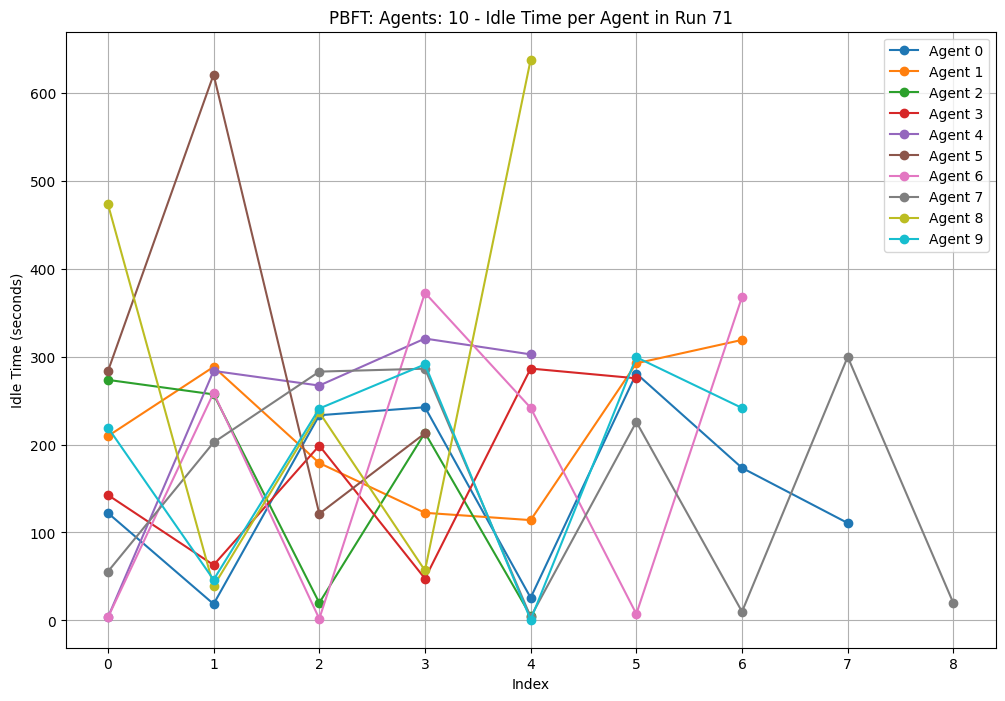 PBFT: Agents: 10 - Idle Time per Agent in Run 71
Idle Time (seconds)
600
500
400
300
200
100
0
0 1 2 3 4 5 6 7 8
Index
Agent 0
Agent 1
Agent 2
Agent 3
Agent 4
Agent 5
Agent 6
Agent 7
Agent 8
Agent 9